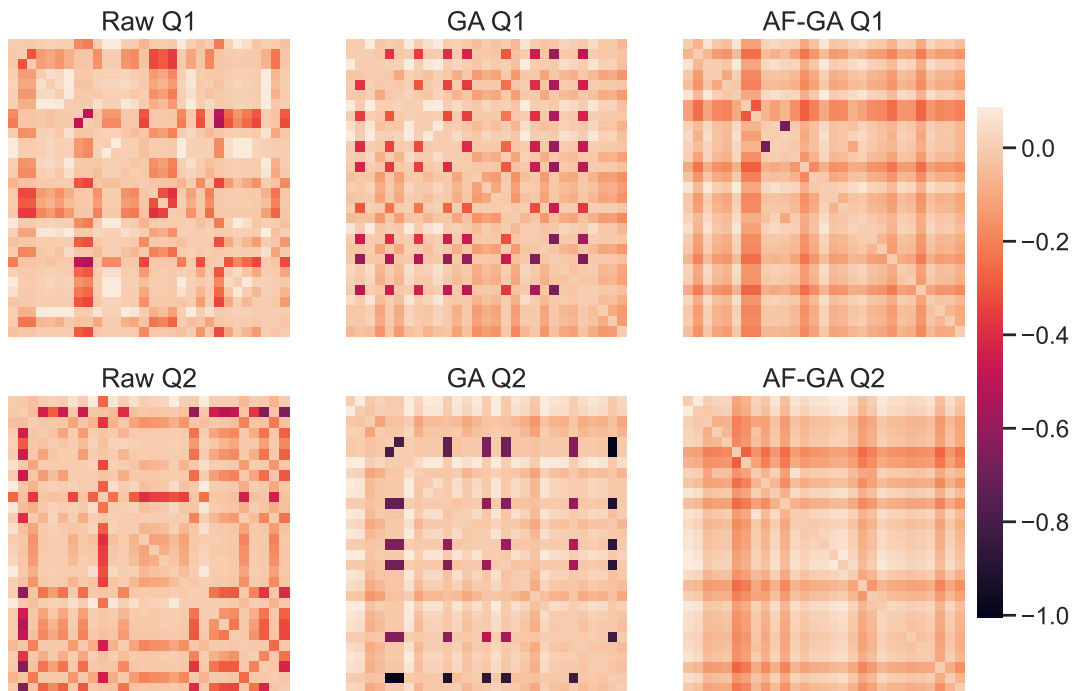 Raw Q1
GA Q1
AF-GA Q1
Raw Q2
GA Q2
AF-GA Q2
0.0
−0.2
−0.4
−0.6
−0.8
−1.0